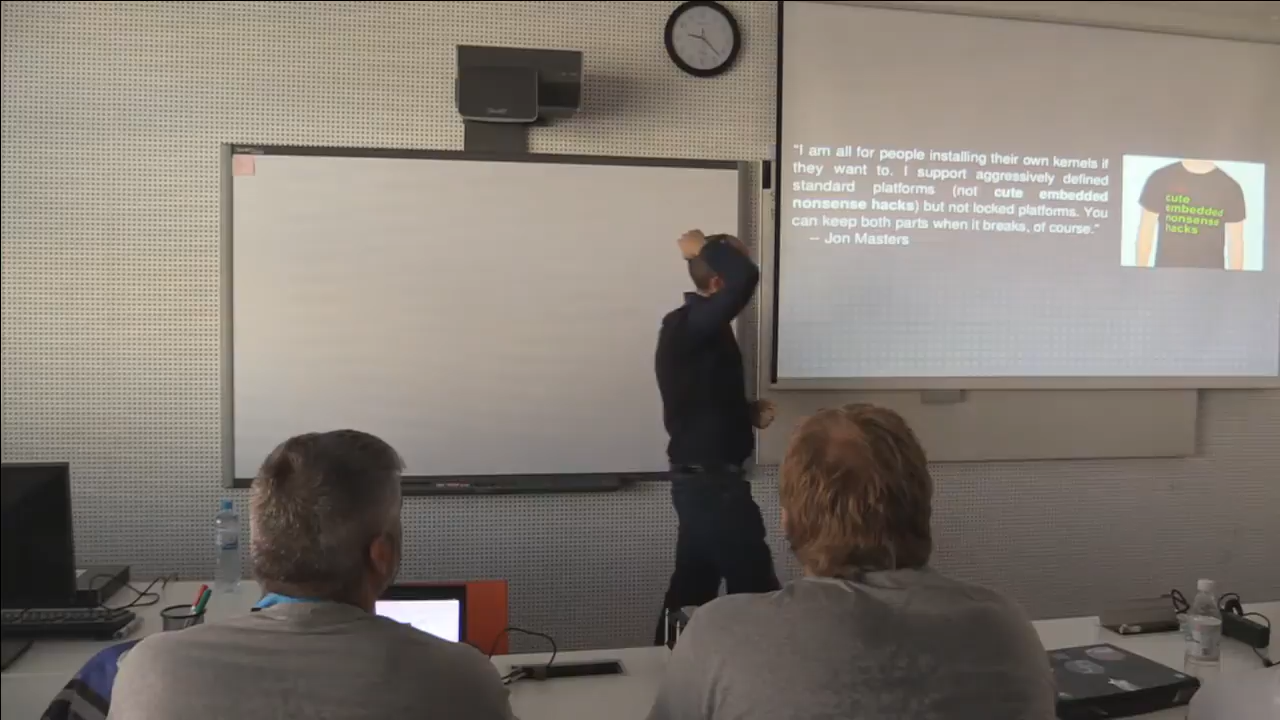 "I am all for people installing their own kernels if
they want to. I support aggressively defined
standard platforms (not cute embedded
nonsense hacks) but not locked platforms. You
can keep both parts when it breaks, of course."
– Jon Masters
cute
embedded
nonsense
hacks